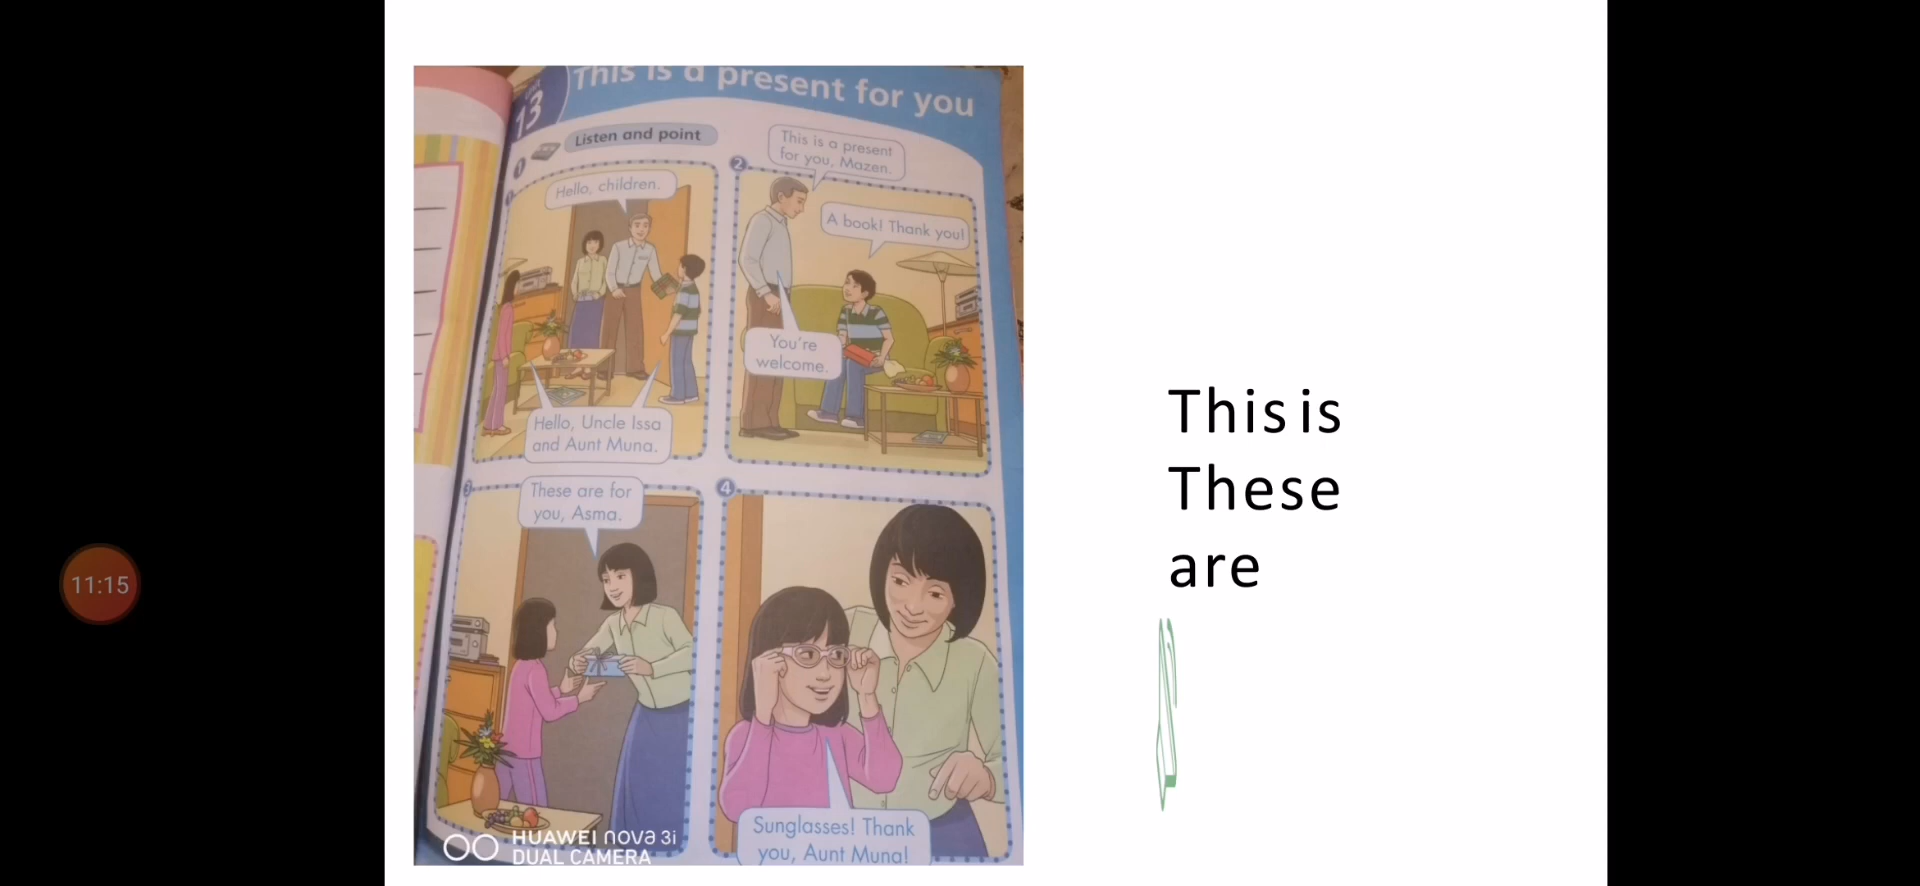 This is a present for you
unit
13
Listen and point
1
Hello, children.
Hello, Uncle Issa
and Aunt Muna.
2
This is a present
for you, Mazen.
A book! Thank you!
You're
welcome.
3
These are for
you, Asma.
4
Sunglasses! Thank
you, Aunt Muna!
HUAWEI nova 3i
DUAL CAMERA
This is
These
are
11:15